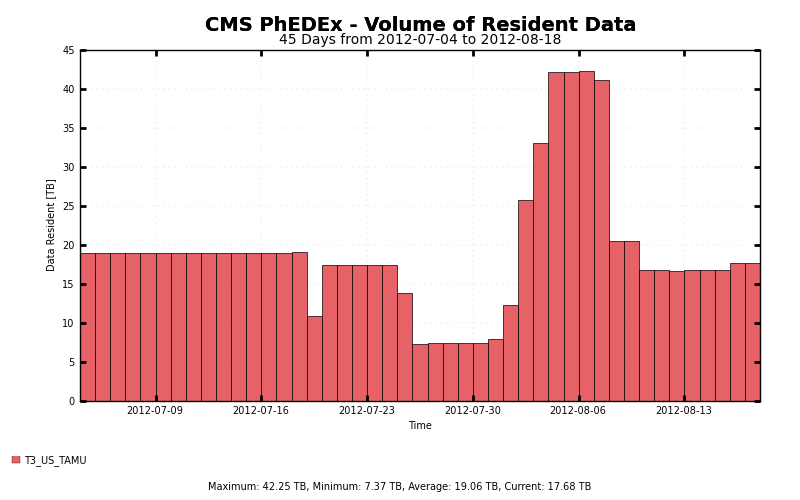 CMS PhEDEx - Volume of Resident Data
45 Days from 2012-07-04 to 2012-08-18
45
40
35
30
25
20
15
10
5
0
Data Resident [TB]
2012-07-09 2012-07-16 2012-07-23 2012-07-30 2012-08-06 2012-08-13
Time
T3_US_TAMU
Maximum: 42.25 TB, Minimum: 7.37 TB, Average: 19.06 TB, Current: 17.68 TB